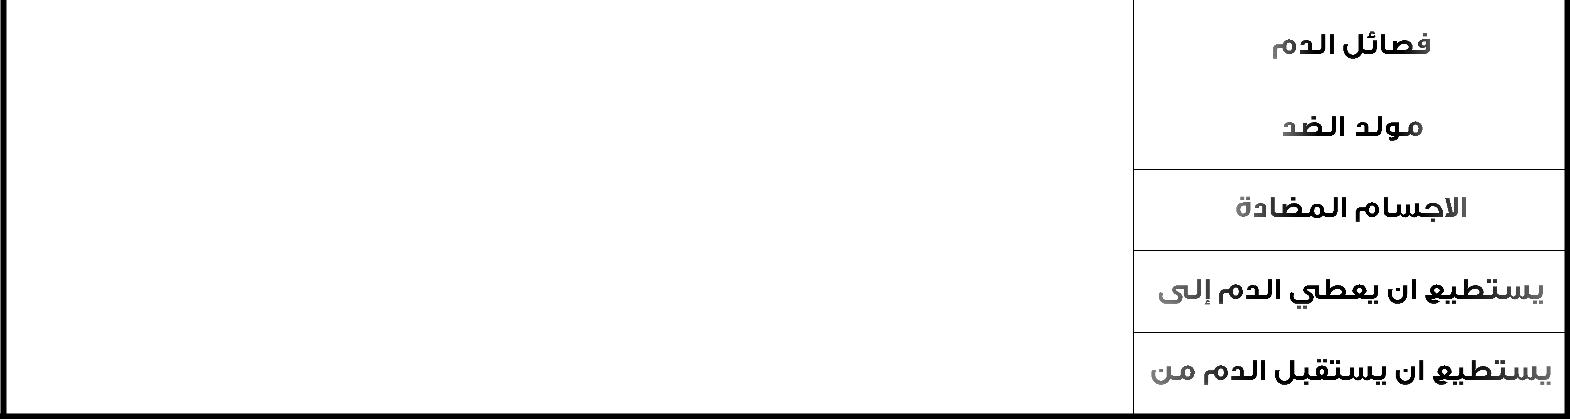 فصائل الدم
مولد الضد
الاجسام المضادة
يستطيع ان يعطي الدم إلى
يستطيع ان يستقبل الدم من